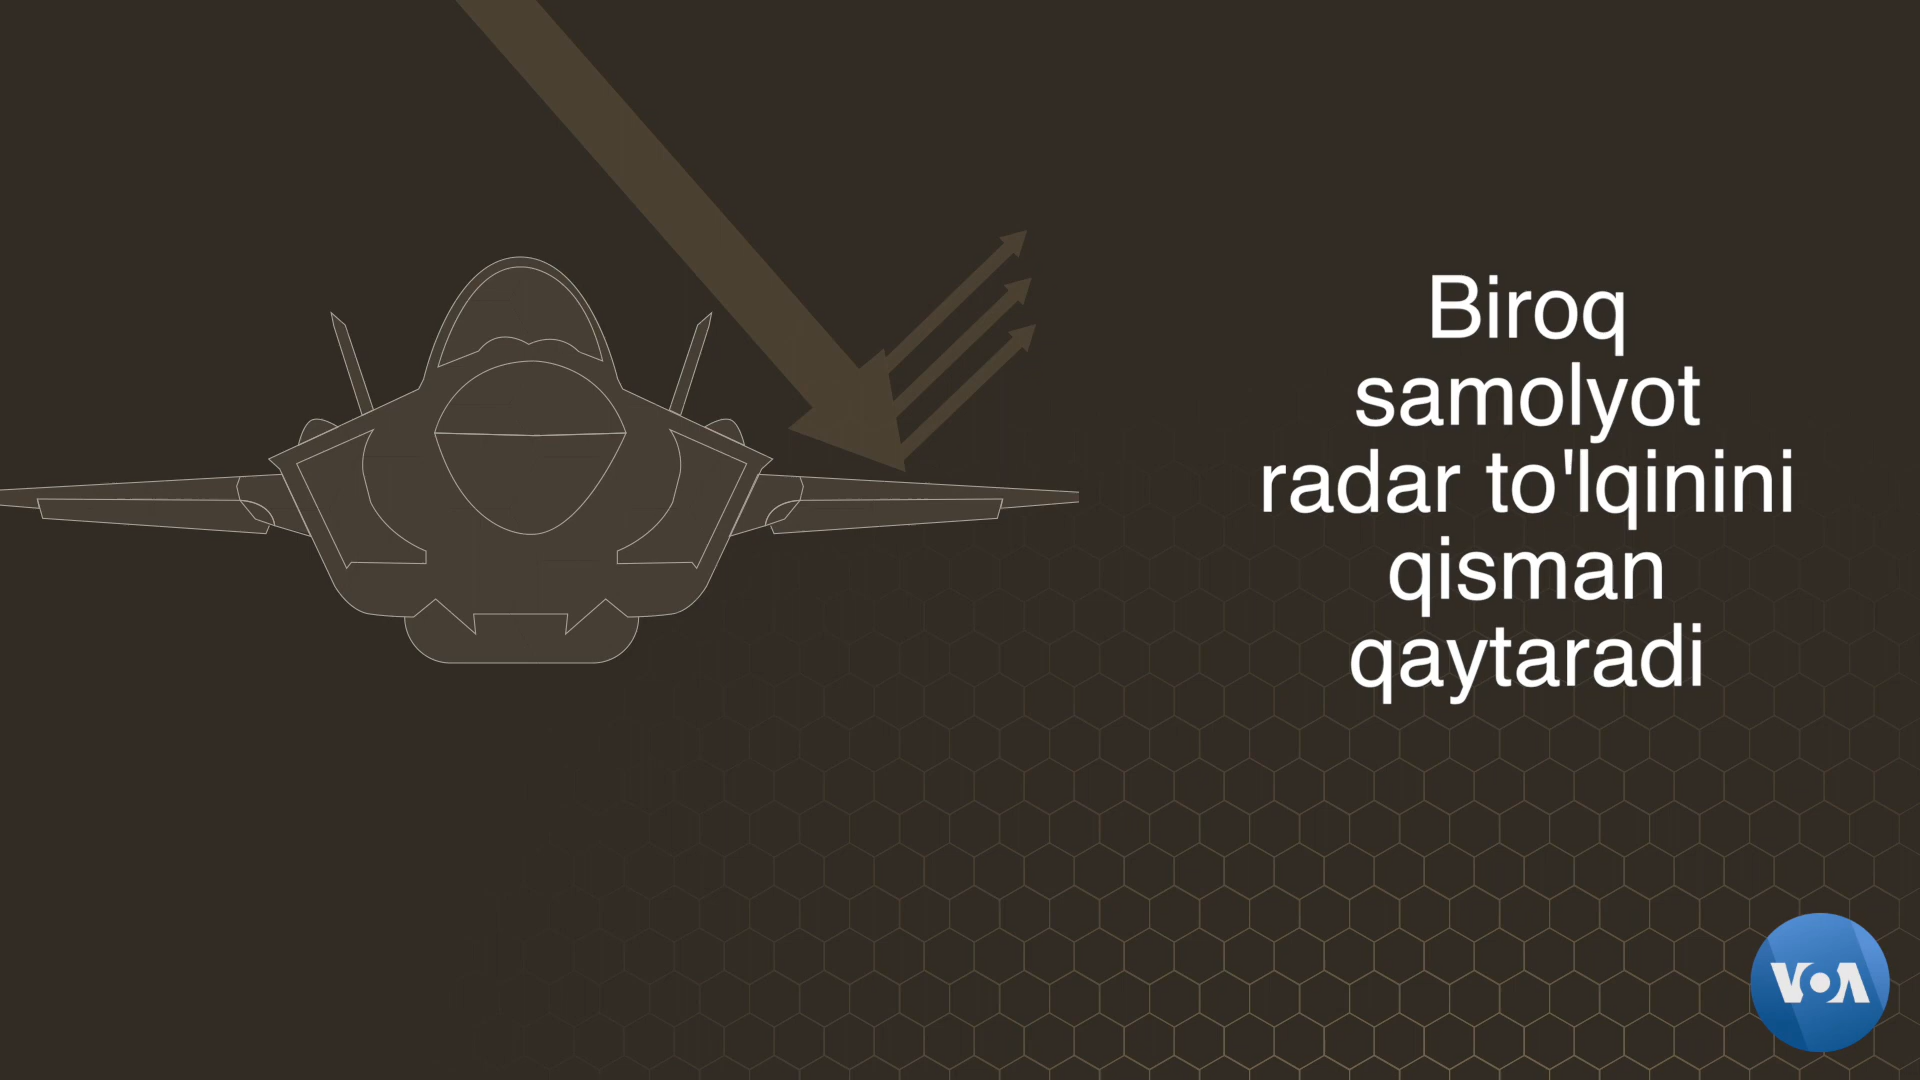 Biroq
samolyot
radar to'lqinini
qisman
qaytaradi
VOA